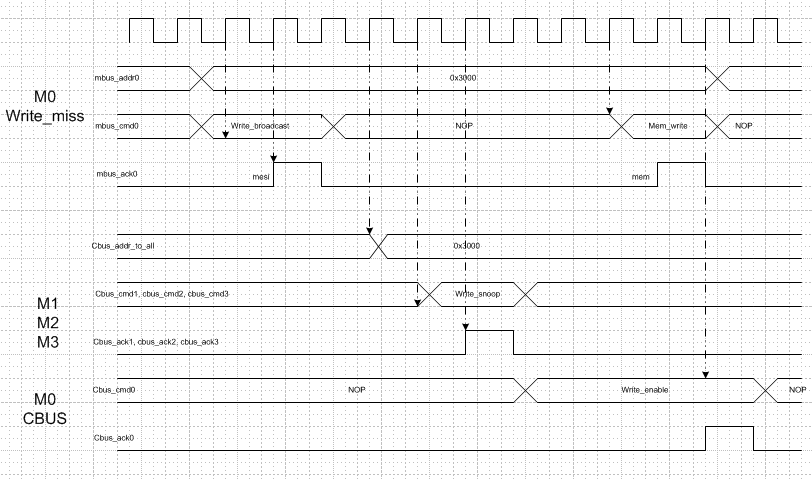 mbus_addr0
0x3000
M0
Write_miss
mbus_cmd0
Write_broadcast
NOP
Mem_write
NOP
mbus_ack0
mesi
mem
Cbus_addr_to_all
0x3000
M1
M2
M3
Cbus_cmd1, cbus_cmd2, cbus_cmd3
Write_snoop
Cbus_ack1, cbus_ack2, cbus_ack3
M0
CBUS
Cbus_cmd0
NOP
Write_enable
NOP
Cbus_ack0